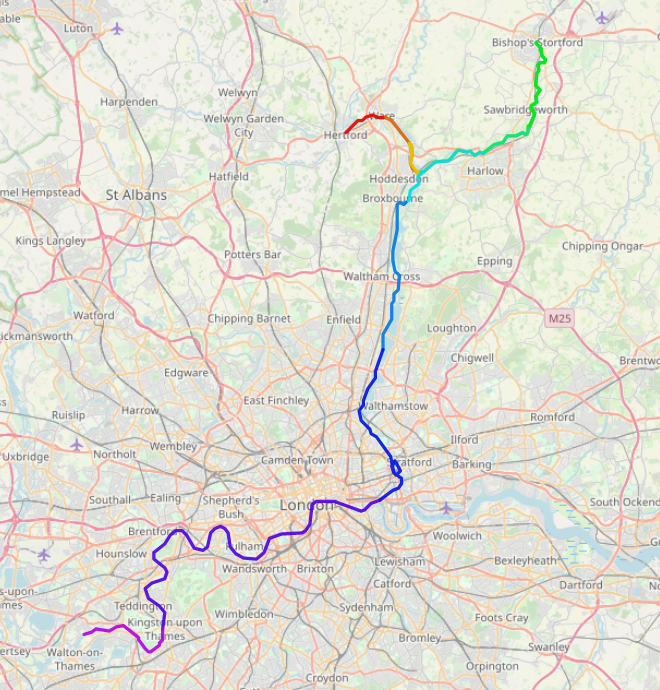 Luton
able
Bishop's Stortford
Welwyn
Harpenden
Ware
Sawbridgeworth
Welwyn Garden
City
Hertford
Hatfield
Harlow
Hoddesdon
mel Hempstead
St Albans
Broxbourne
Kings Langley
Chipping Ongar
Potters Bar
Epping
Waltham Cross
Watford
Chipping Barnet
Enfield
M25
Loughton
ckmansworth
Chigwell
Brentwo
Edgware
East Finchley
Walthamstow
Ruislip
Harrow
Romford
Wembley
Ilford
Uxbridge
Northolt
Camden Town
Stratford
Barking
Southall
Ealing
Shepherd's
Bush
London
South Ockend
Brentford
Woolwich
Hounslow
Fulham
Wandsworth
Brixton
Lewisham
Bexleyheath
Catford
Dartford
No
es-upon-
ames
Teddington
Kingston upon
Thames
Wimbledon
Sydenham
Foots Cray
Bromley
Swanley
ertsey
Walton-on-
Thames
Orpington
Croydon